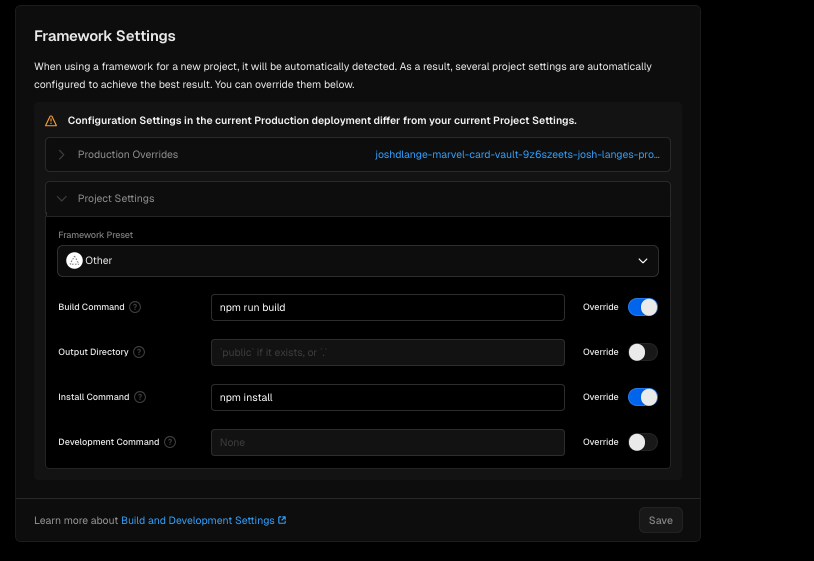 Framework Settings
When using a framework for a new project, it will be automatically detected. As a result, several project settings are automatically
configured to achieve the best result. You can override them below.
Configuration Settings in the current Production deployment differ from your current Project Settings.
Production Overrides joshdlange-marvel-card-vault-9z6szeets-josh-langes-pro...
Project Settings
Framework Preset
Other
Build Command ? npm run build Override
Output Directory ? `public` if it exists, or `.` Override
Install Command ? npm install Override
Development Command ? None Override
Learn more about Build and Development Settings Save